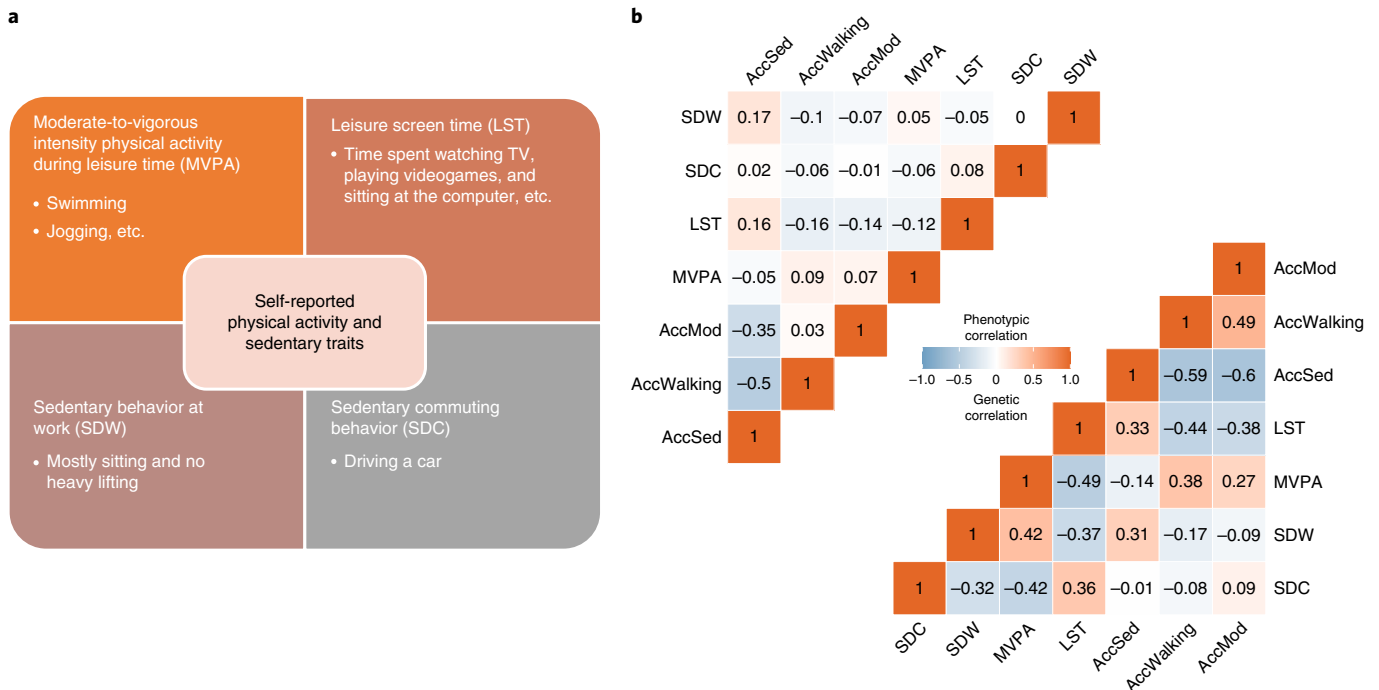 a
Moderate-to-vigorous
intensity physical activity
during leisure time (MVPA)
• Swimming
• Jogging, etc.
Leisure screen time (LST)
• Time spent watching TV,
playing videogames, and
sitting at the computer, etc.
Self-reported
physical activity and
sedentary traits
Sedentary behavior at
work (SDW)
• Mostly sitting and no
heavy lifting
Sedentary commuting
behavior (SDC)
• Driving a car
b
AccSed AccWalking AccMod MVPA LST SDC SDW
SDW 0.17 –0.1 –0.07 0.05 –0.05 0 1
SDC 0.02 –0.06 –0.01 –0.06 0.08 1
LST 0.16 –0.16 –0.14 –0.12 1
MVPA –0.05 0.09 0.07 1
AccMod –0.35 0.03 1
AccWalking –0.5 1
AccSed 1
Phenotypic
correlation
–1.0 –0.5 0 0.5 1.0
Genetic
correlation
1 AccMod
1 0.49 AccWalking
1 –0.59 –0.6 AccSed
1 0.33 –0.44 –0.38 LST
1 –0.49 –0.14 0.38 0.27 MVPA
1 0.42 –0.37 0.31 –0.17 –0.09 SDW
1 –0.32 –0.42 0.36 –0.01 –0.08 0.09 SDC
SDC SDW MVPA LST AccSed AccWalking AccMod